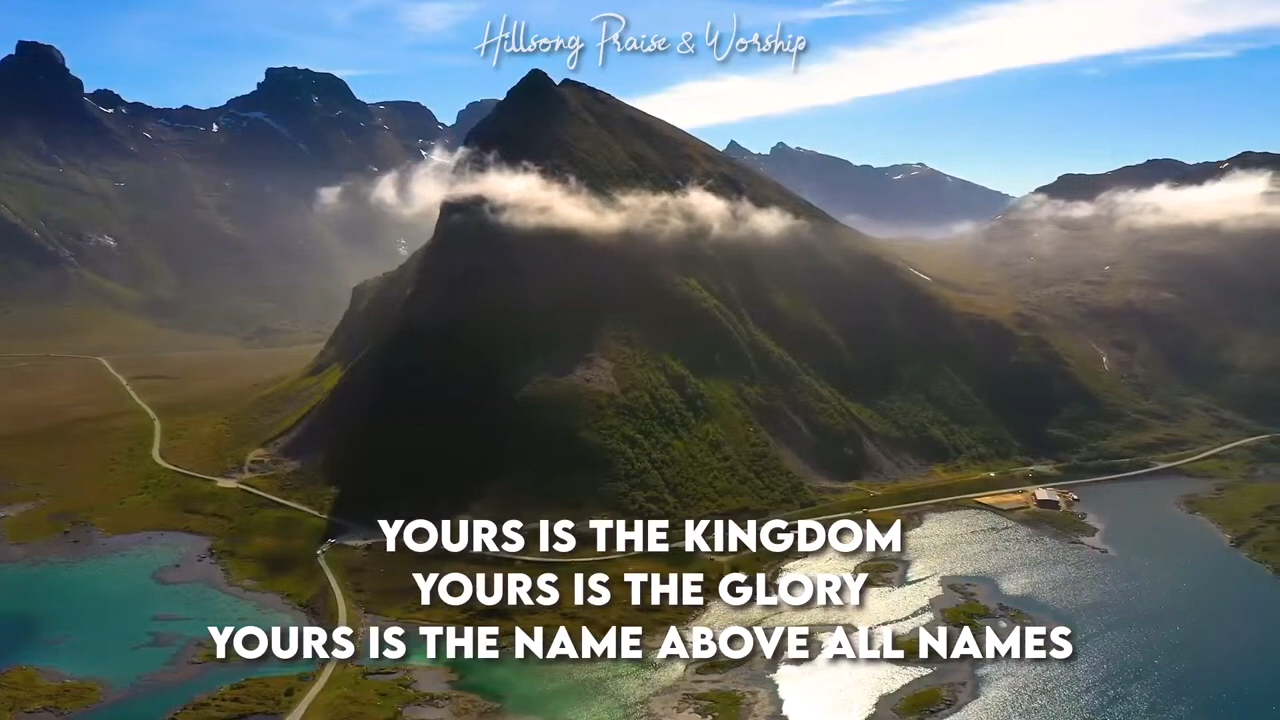 Hillsong Praise & Worship
YOURS IS THE KINGDOM
YOURS IS THE GLORY
YOURS IS THE NAME ABOVE ALL NAMES